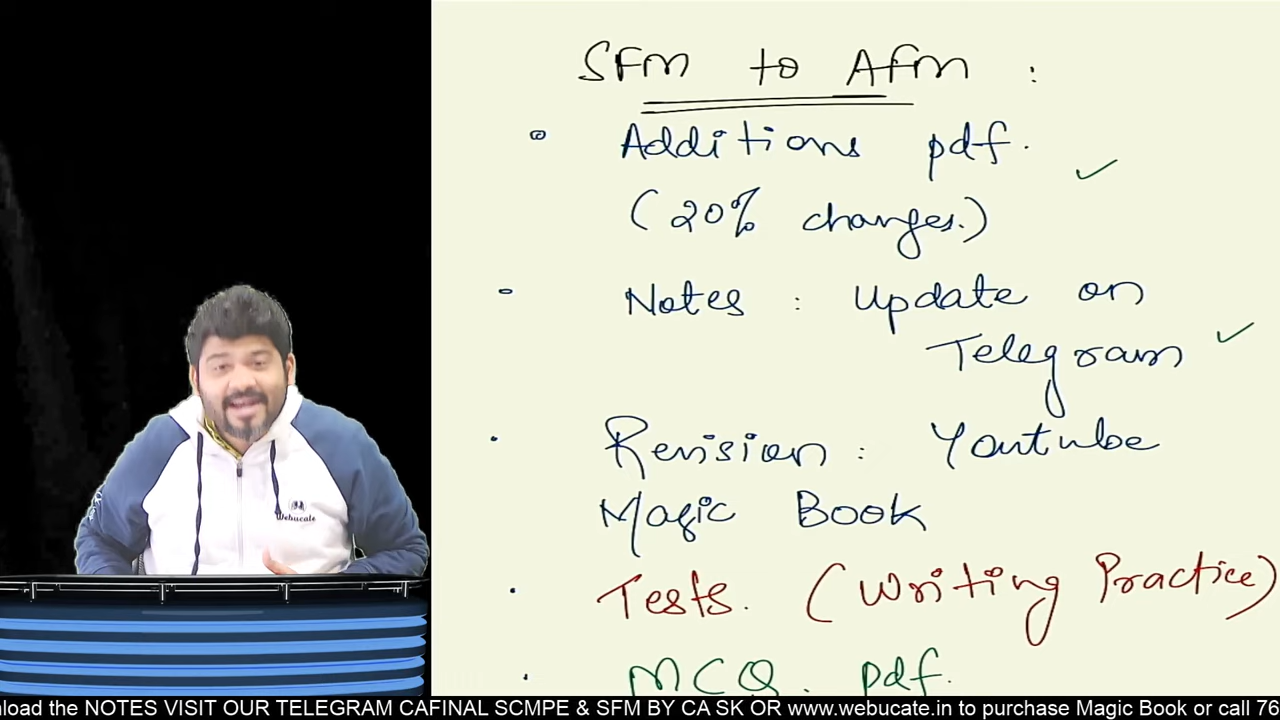 SFM to AFM :
Additions pdf.
(20% changes.)
Notes : Update on
Telegram
Revision : Youtube
Magic Book
Tests. (Writing Practice)
MCQ. pdf.
Webucate
nload the NOTES VISIT OUR TELEGRAM CAFINAL SCMPE & SFM BY CA SK OR www.webucate.in to purchase Magic Book or call 76